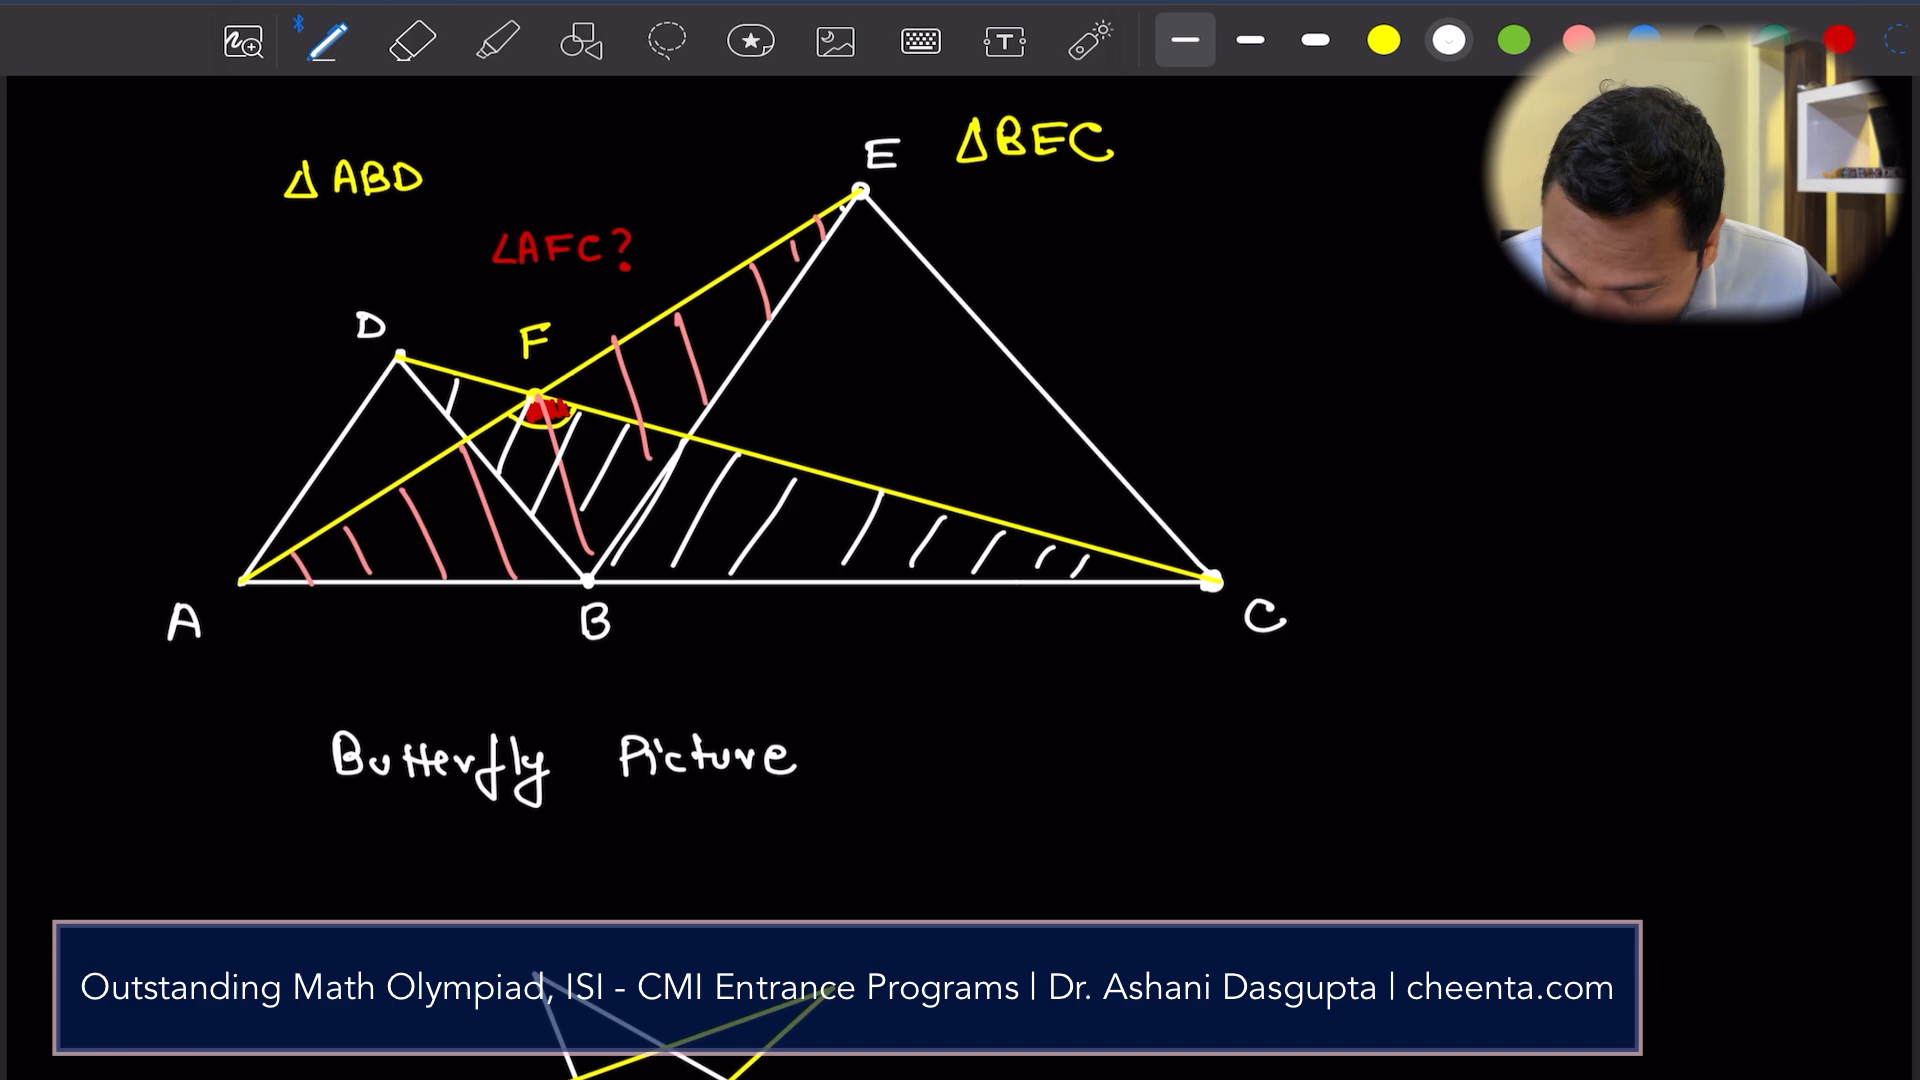 E
△BEC
△ABD
∠AFC?
D
F
A
B
C
Butterfly Picture
Outstanding Math Olympiad, ISI - CMI Entrance Programs | Dr. Ashani Dasgupta | cheenta.com